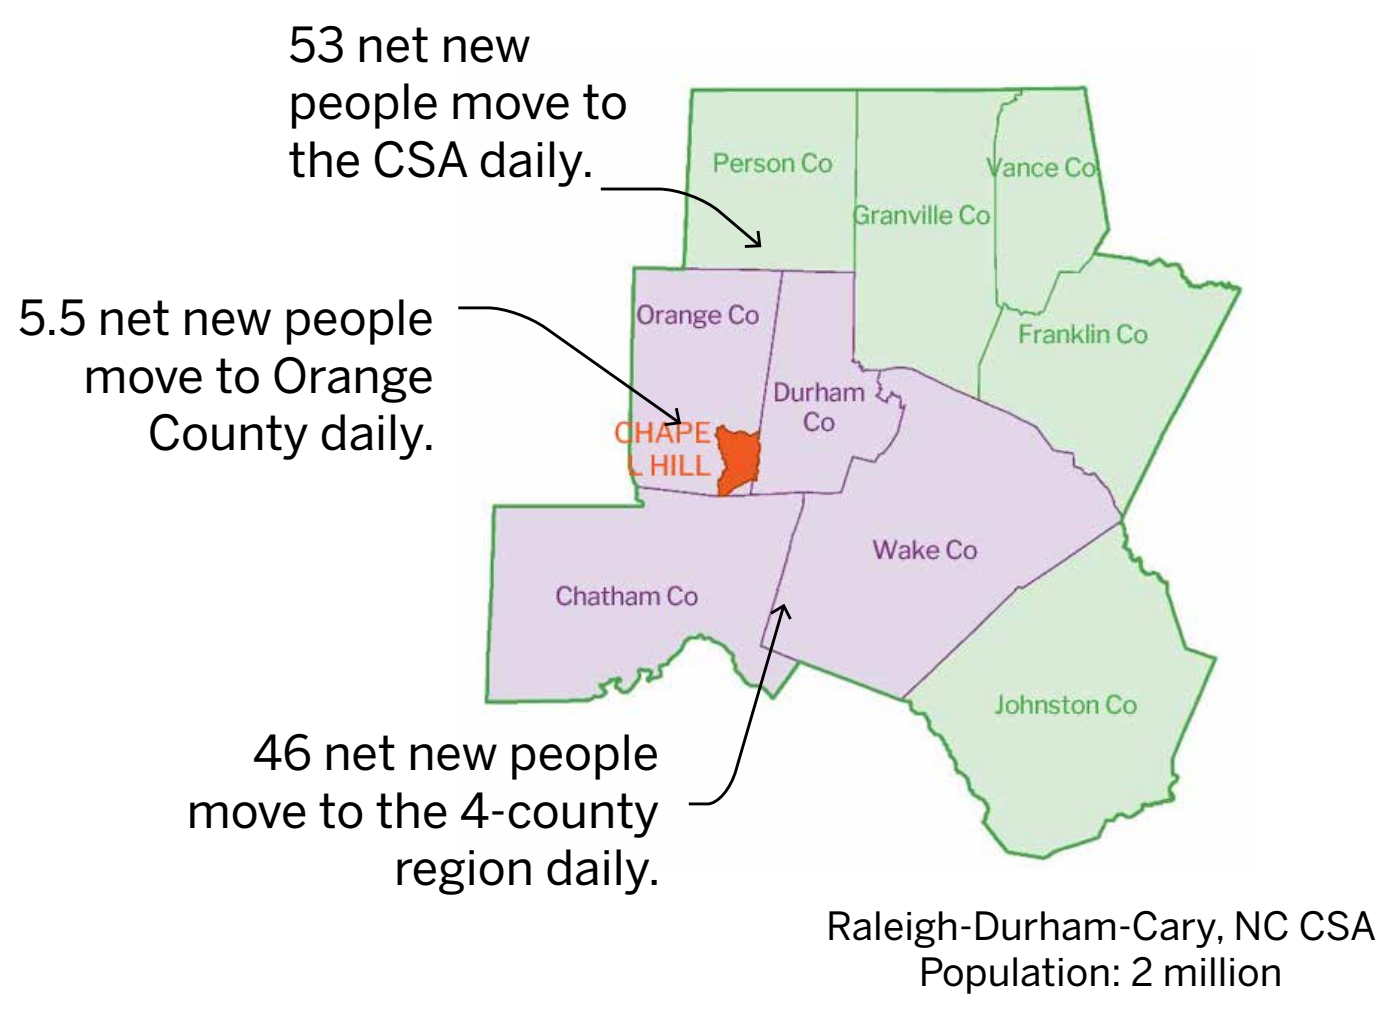 53 net new
people move to
the CSA daily.
Person Co
Vance Co
Granville Co
5.5 net new people
move to Orange
County daily.
Orange Co
Franklin Co
Durham
Co
CHAPE
L HILL
Wake Co
Chatham Co
Johnston Co
46 net new people
move to the 4-county
region daily.
Raleigh-Durham-Cary, NC CSA
Population: 2 million